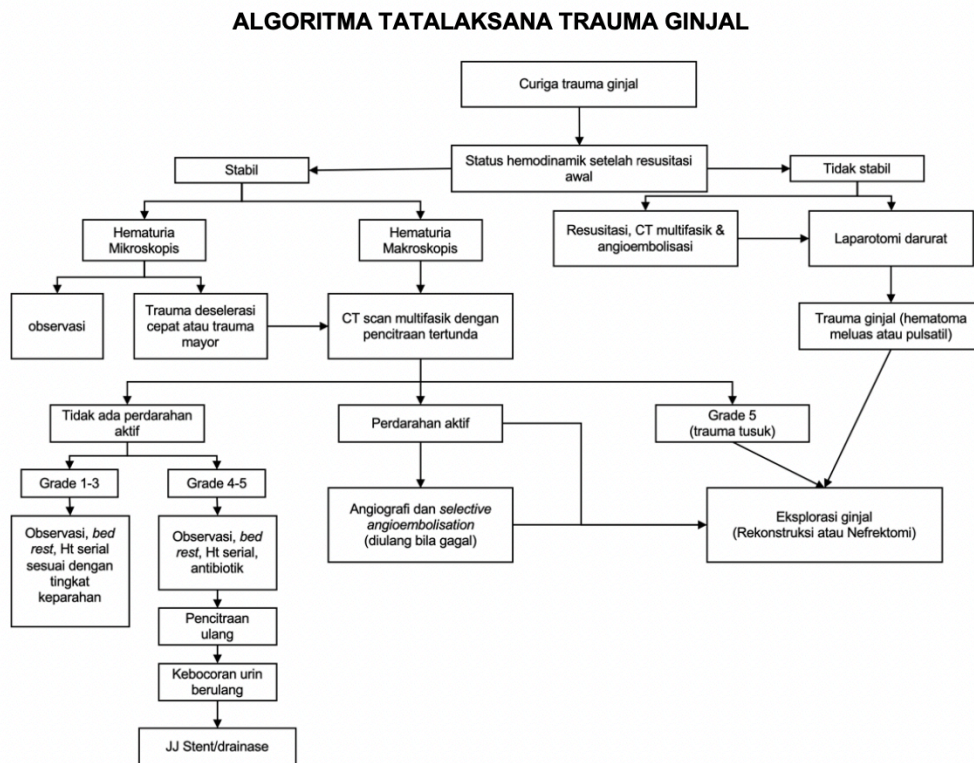 ALGORITMA TATALAKSANA TRAUMA GINJAL
Curiga trauma ginjal
Status hemodinamik setelah resusitasi
awal
Stabil
Tidak stabil
Hematuria
Mikroskopis
Hematuria
Makroskopis
Resusitasi, CT multifasik &
angioembolisasi
Laparotomi darurat
observasi
Trauma deselerasi
cepat atau trauma
mayor
CT scan multifasik dengan
pencitraan tertunda
Trauma ginjal (hematoma
meluas atau pulsatil)
Tidak ada perdarahan
aktif
Perdarahan aktif
Grade 5
(trauma tusuk)
Grade 1-3
Grade 4-5
Observasi, bed
rest, Ht serial
sesuai dengan
tingkat
keparahan
Observasi, bed
rest, Ht serial,
antibiotik
Angiografi dan selective
angioembolisation
(diulang bila gagal)
Eksplorasi ginjal
(Rekonstruksi atau Nefrektomi)
Pencitraan
ulang
Kebocoran urin
berulang
JJ Stent/drainase